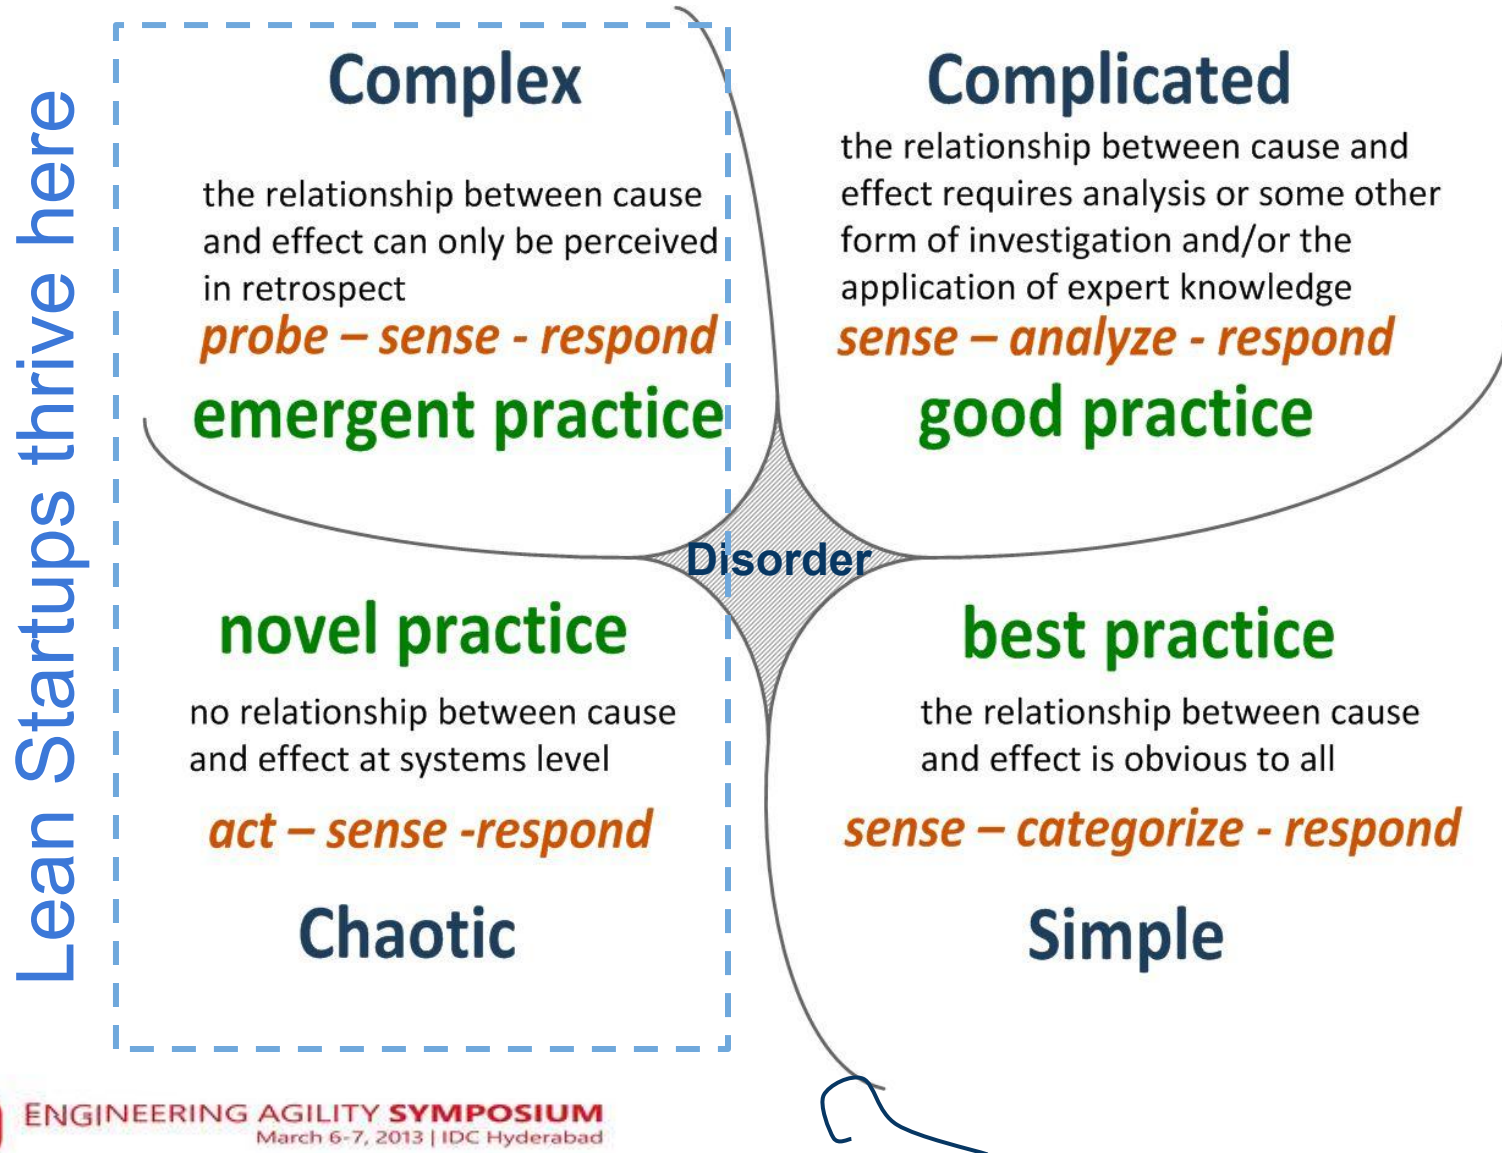 Lean Startups thrive here
Complex
the relationship between cause
and effect can only be perceived
in retrospect
probe – sense - respond
emergent practice
Complicated
the relationship between cause and
effect requires analysis or some other
form of investigation and/or the
application of expert knowledge
sense – analyze - respond
good practice
Disorder
novel practice
no relationship between cause
and effect at systems level
act – sense -respond
Chaotic
best practice
the relationship between cause
and effect is obvious to all
sense – categorize - respond
Simple
ENGINEERING AGILITY SYMPOSIUM
March 6-7, 2013 | IDC Hyderabad